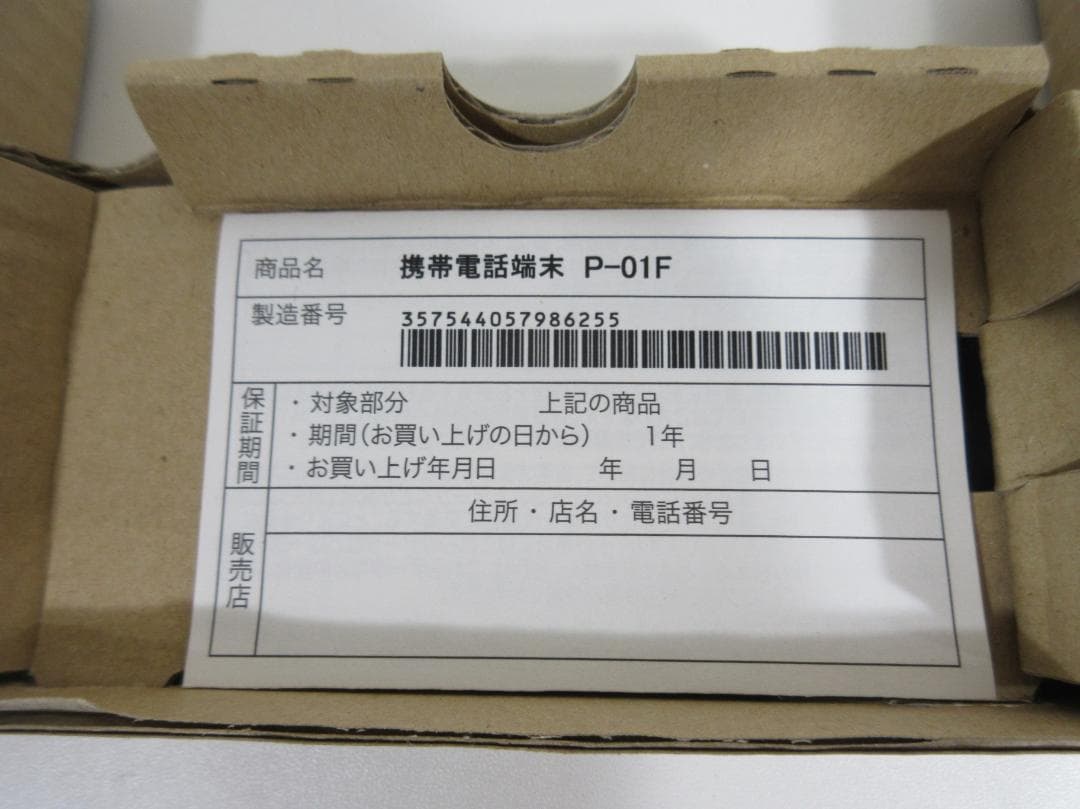 商品名 携帯電話端末 P-01F
製造番号 357544057986255
保証期間
・対象部分 上記の商品
・期間(お買い上げの日から) 1年
・お買い上げ年月日 年 月 日
販売店
住所・店名・電話番号